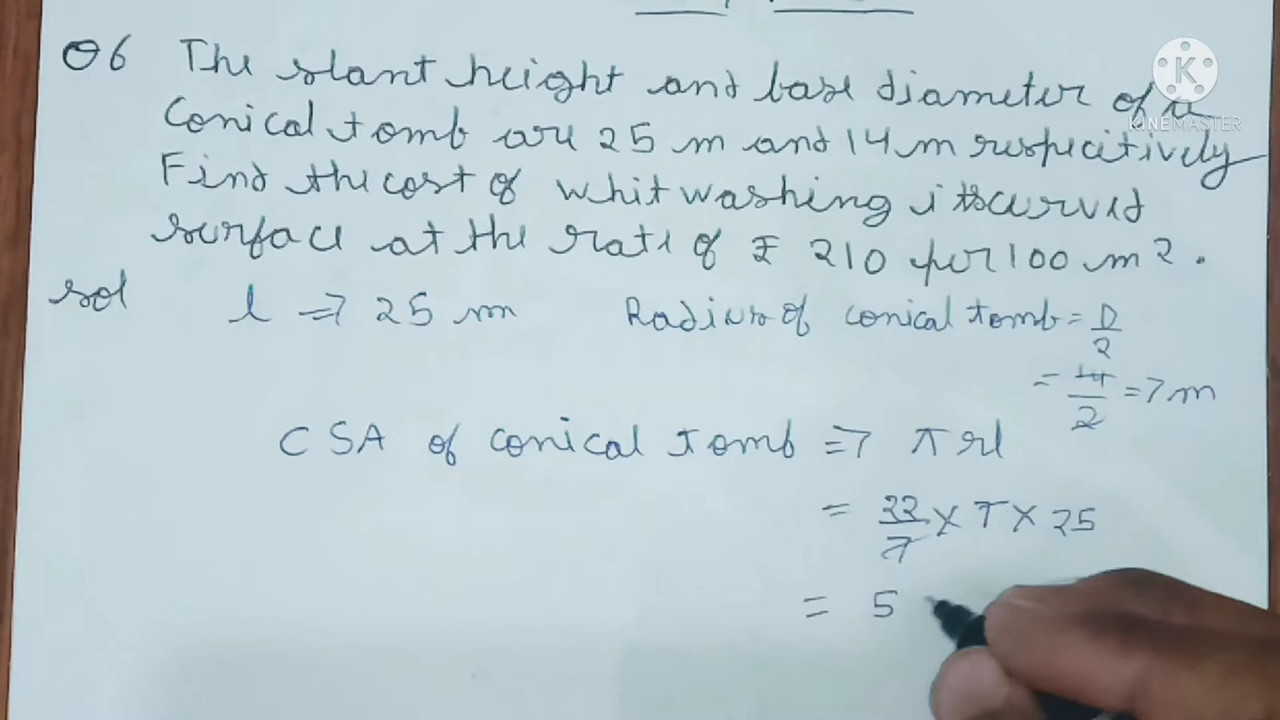 Q6 The slant height and base diameter of a
Conical tomb are 25 m and 14 m respecitively
Find the cost of whitwashing its curved
surface at the rate of ₹ 210 per 100 m².
sol l ⇒ 25 m Radius of conical tomb = D/2
= 14/2 = 7 m
CSA of conical tomb ⇒ πrl
= 22/7 × 7 × 25
= 5
K
KINEMASTER